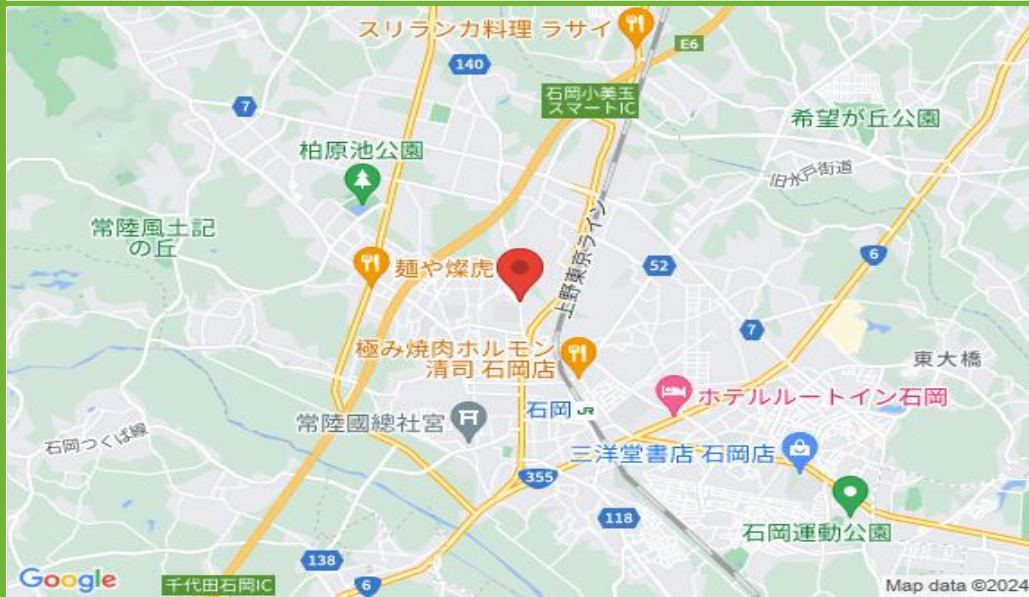 スリランカ料理 ラサイ
E6
140
石岡小美玉
スマートIC
7
希望が丘公園
柏原池公園
旧水戸街道
常陸風土記
の丘
上野東京ライン
6
麺や燦虎
52
7
極み焼肉ホルモン
清司 石岡店
東大橋
ホテルルートイン石岡
石岡 JR
常陸國總社宮
石岡つくば線
三洋堂書店 石岡店
355
118
石岡運動公園
138
6
Google
千代田石岡IC
Map data ©2024